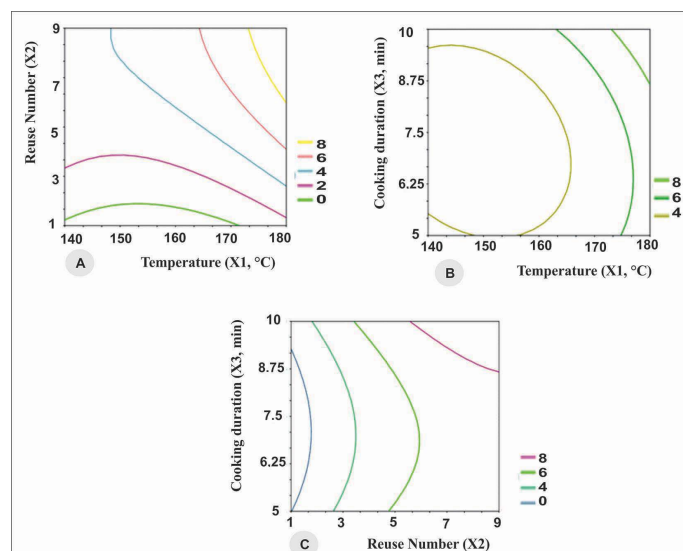 9
7
5
3
1
Reuse Number (X2)
140 150 160 170 180
Temperature (X1, °C)
A
8
6
4
2
0
10
8.75
7.5
6.25
5
Cooking duration (X3, min)
140 150 160 173 180
Temperature (X1, °C)
B
8
6
4
10
8.75
7.5
6.25
5
Cooking duration (X3, min)
1 3 5 7 9
Reuse Number (X2)
C
8
6
4
0